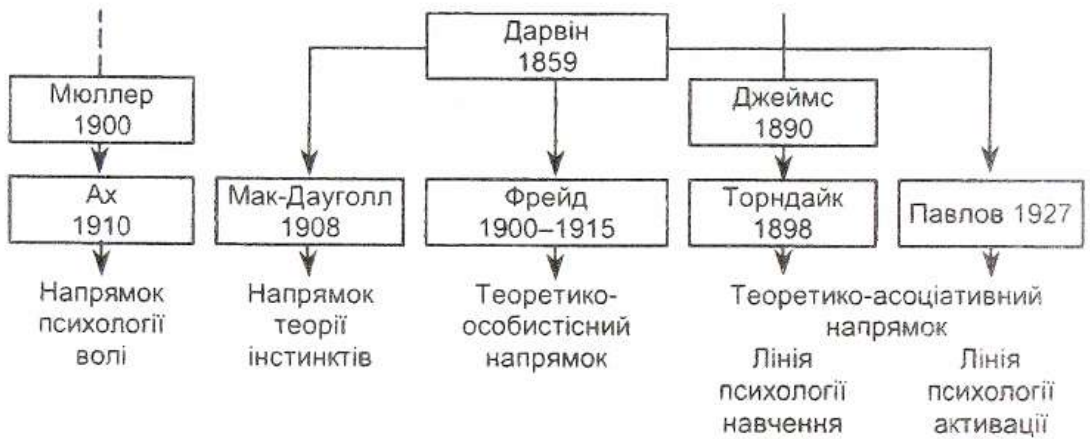 Дарвін
1859
Мюллер
1900
Джеймс
1890
Ах
1910
Мак-Дауголл
1908
Фрейд
1900–1915
Торндайк
1898
Павлов 1927
Напрямок
психології
волі
Напрямок
теорії
інстинктів
Теоретико-
особистісний
напрямок
Теоретико-асоціативний
напрямок
Лінія
психології
навчення
Лінія
психології
активації